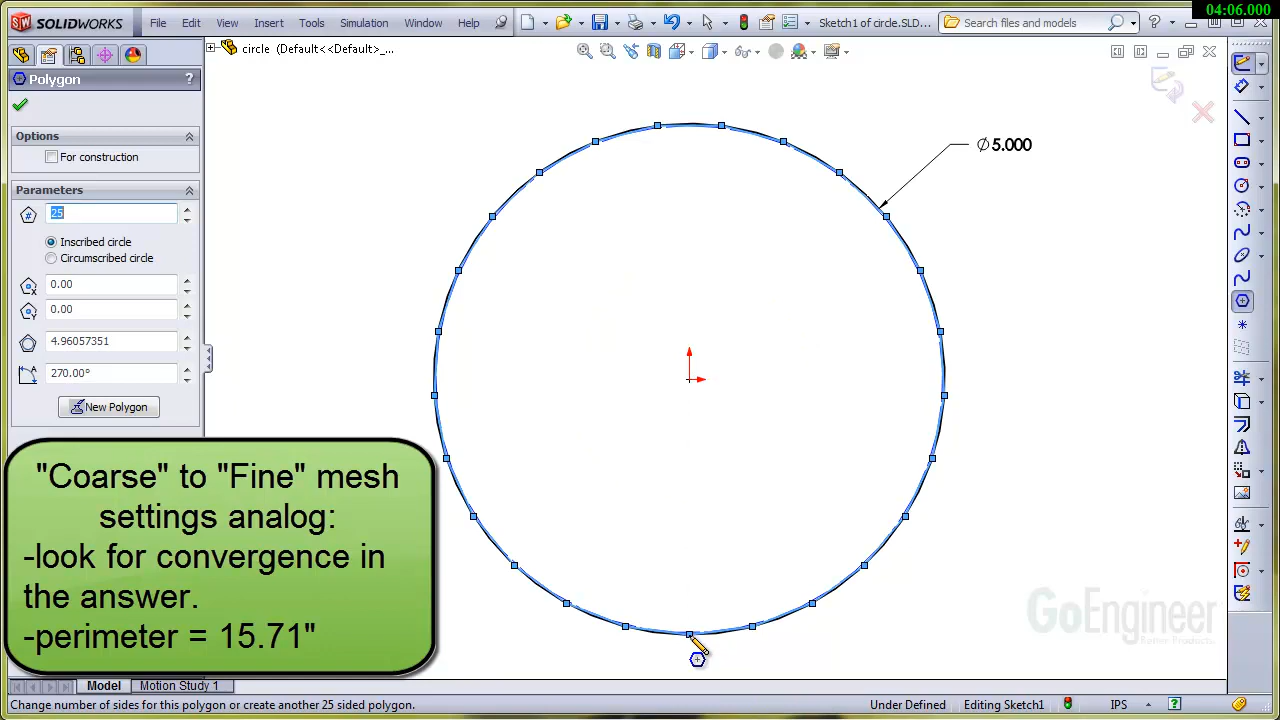 04:06.000
SOLIDWORKS
File Edit View Insert Tools Simulation Window Help
Sketch1 of circle.SLD...
Search files and models
circle (Default<<Default>_...
Polygon
?
Options
For construction
Parameters
25
Inscribed circle
Circumscribed circle
0.00
0.00
4.96057351
270.00°
New Polygon
∅5.000
"Coarse" to "Fine" mesh
settings analog:
-look for convergence in
the answer.
-perimeter = 15.71"
GoEngineer
Better Products.
Model Motion Study 1
Change number of sides for this polygon or create another 25 sided polygon.
Under Defined Editing Sketch1 IPS ?